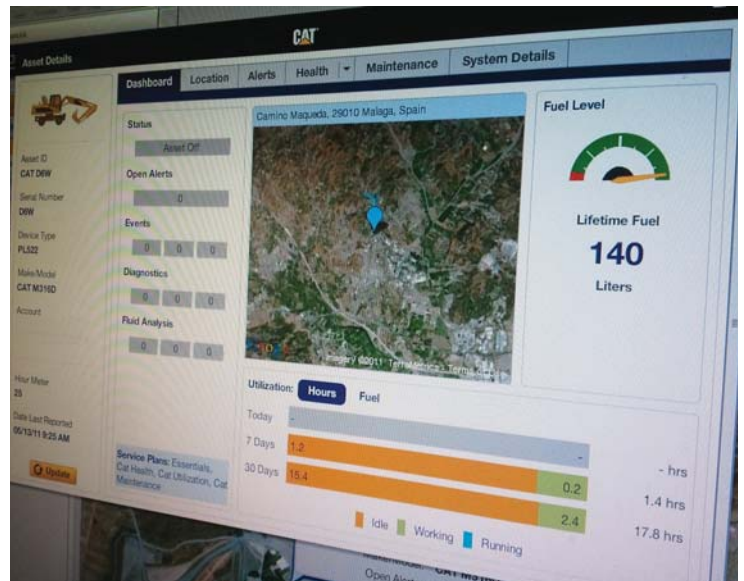 CAT
Asset Details
Dashboard
Location
Alerts
Health
Maintenance
System Details
Asset ID
CAT D6W
Serial Number
D6W
Device Type
PL522
Make/Model
CAT M316D
Account
Hour Meter
25
Date Last Reported
05/13/11 9:25 AM
Update
Status
Asset Off
Open Alerts
0
Events
0 0 0
Diagnostics
0 0 0
Fluid Analysis
0 0 0
Service Plans: Essentials,
Cat Health, Cat Utilization, Cat
Maintenance
Camino Maqueda, 29010 Malaga, Spain
Imagery ©2011 TerraMetrics - Terms
Fuel Level
Lifetime Fuel
140
Liters
Utilization: Hours Fuel
Today - - - hrs
7 Days 1.2 0.2 1.4 hrs
30 Days 15.4 2.4 17.8 hrs
Idle Working Running
Open